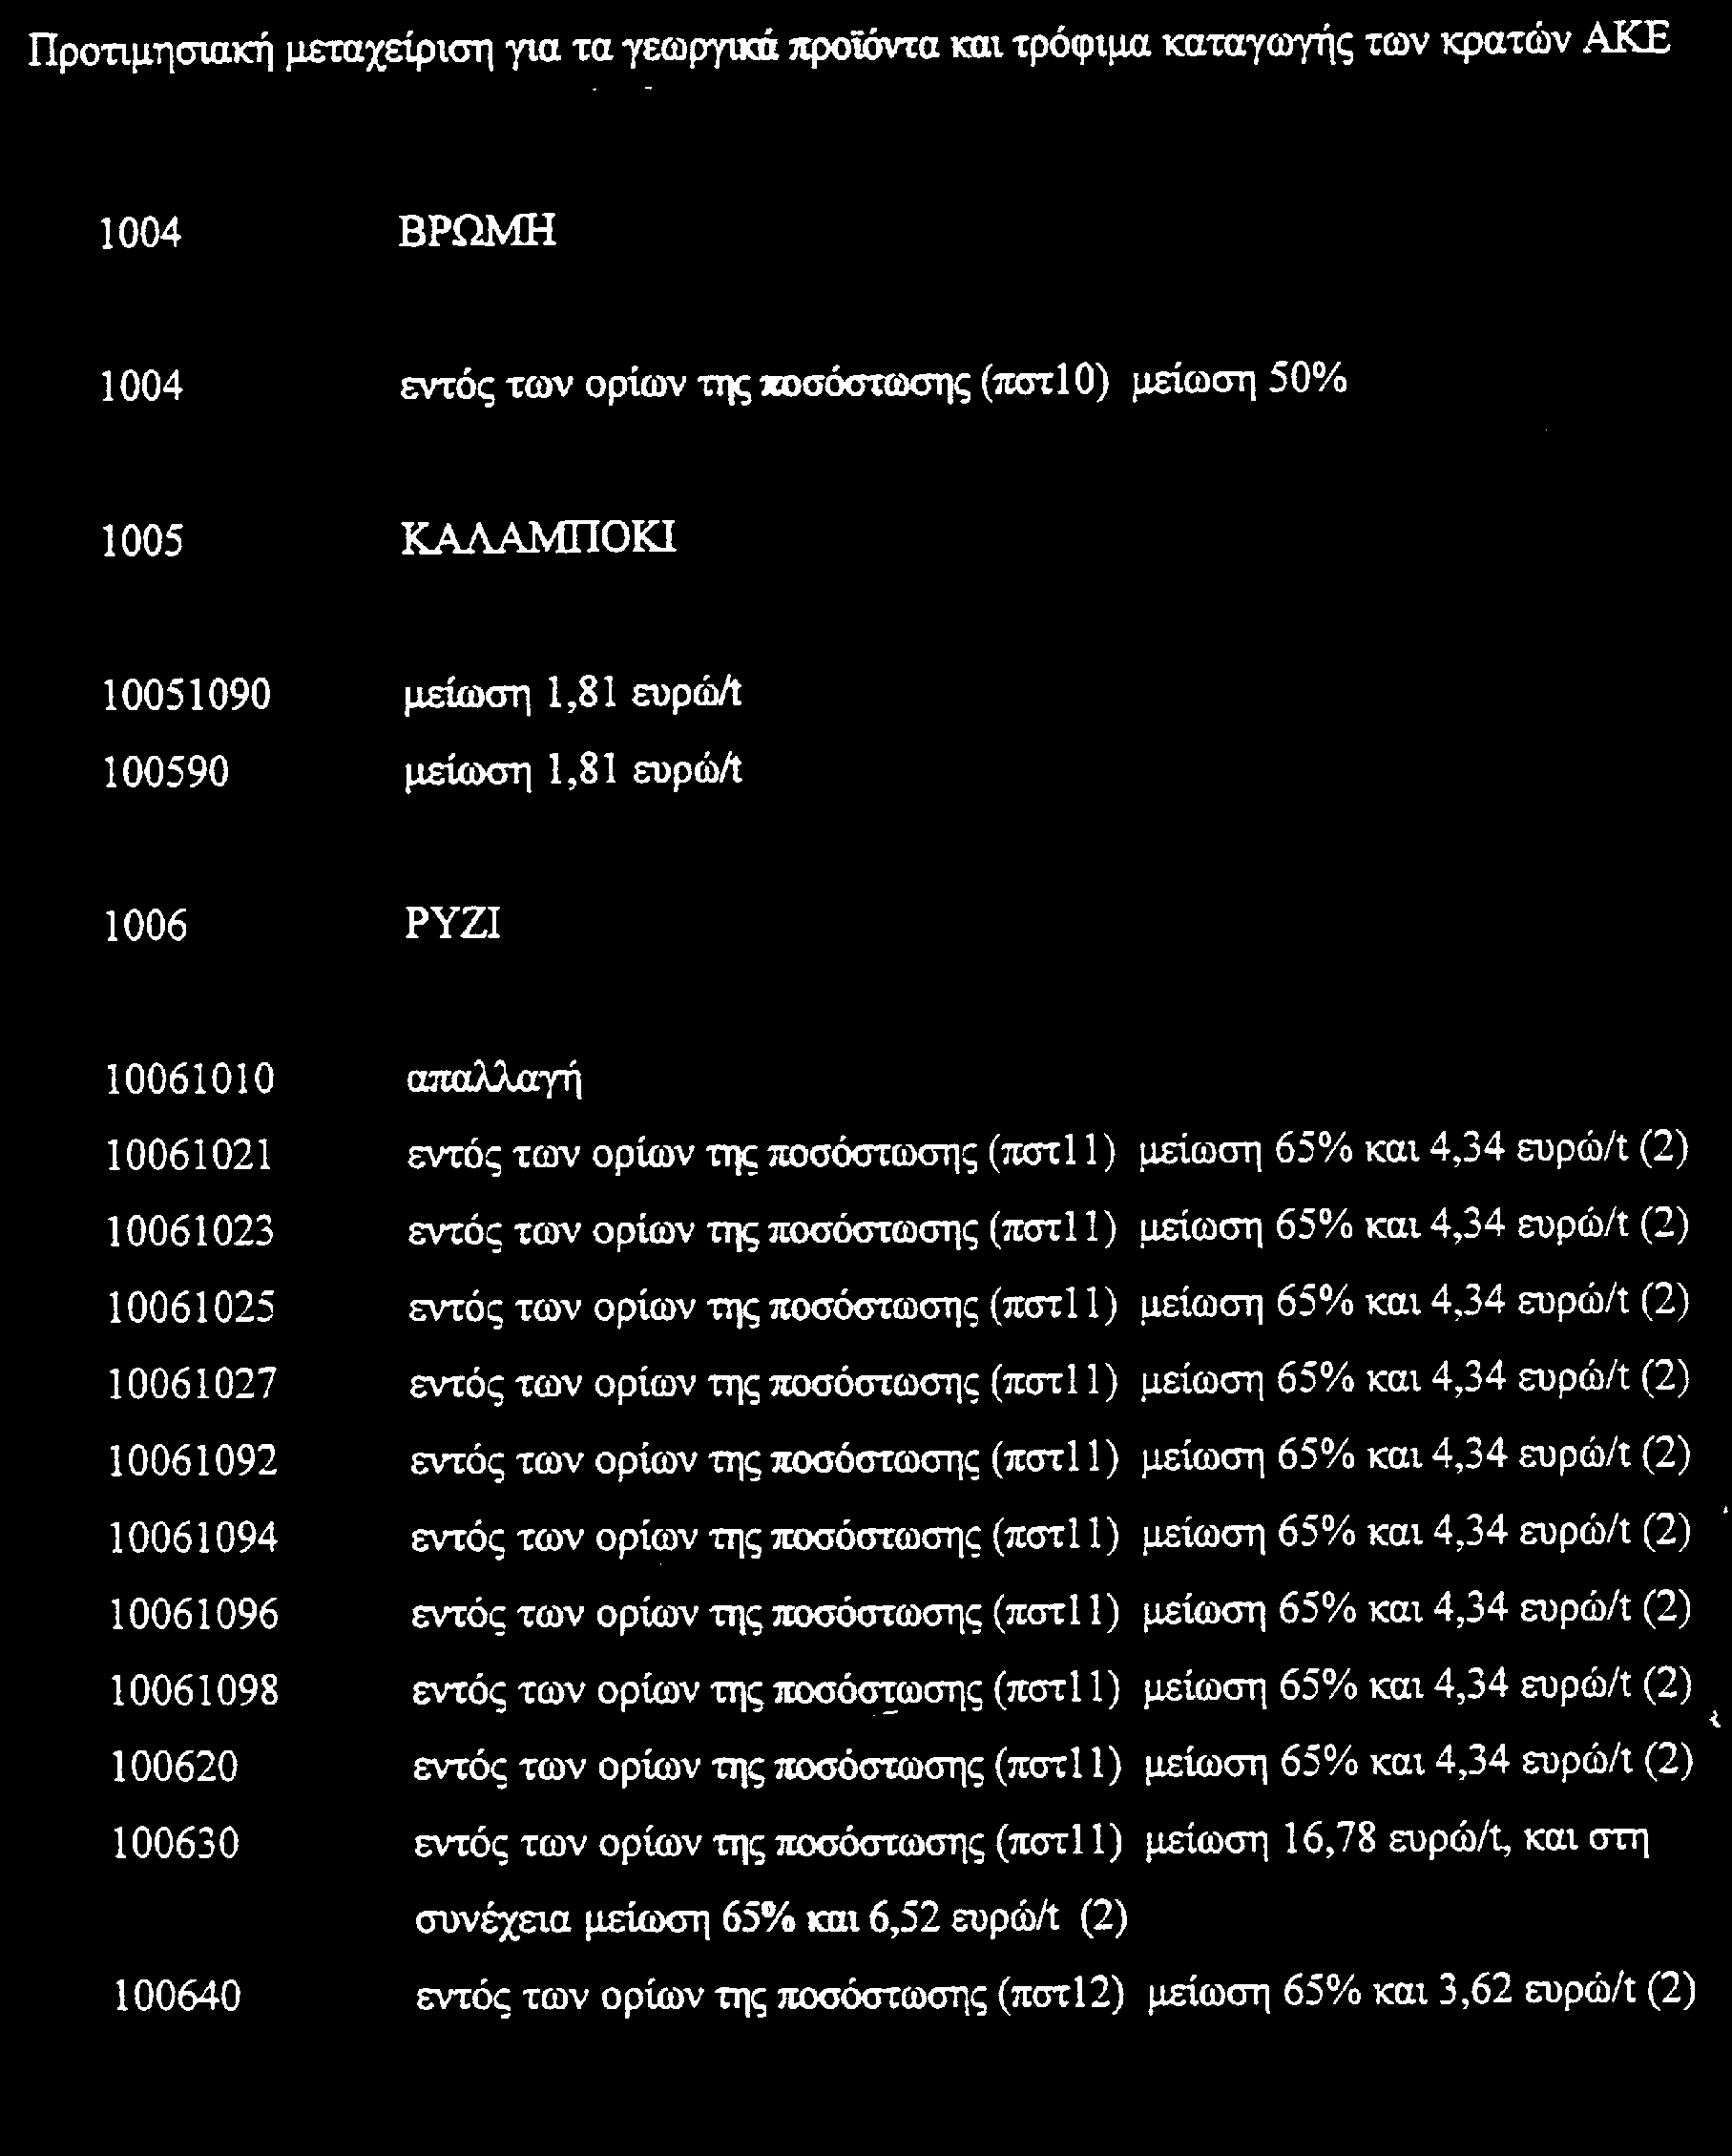 Προτιμησιακή μεταχείριση για τα γεωργικά προϊόντα και τρόφιμα καταγωγής των κρατών ΑΚΕ
1004 ΒΡΩΜΗ
1004 εντός των ορίων της ποσόστωσης (πστ10) μείωση 50%
1005 ΚΑΛΑΜΠΟΚΙ
10051090 μείωση 1,81 ευρώ/t
100590 μείωση 1,81 ευρώ/t
1006 ΡΥΖΙ
10061010 απαλλαγή
10061021 εντός των ορίων της ποσόστωσης (πστ11) μείωση 65% και 4,34 ευρώ/t (2)
10061023 εντός των ορίων της ποσόστωσης (πστ11) μείωση 65% και 4,34 ευρώ/t (2)
10061025 εντός των ορίων της ποσόστωσης (πστ11) μείωση 65% και 4,34 ευρώ/t (2)
10061027 εντός των ορίων της ποσόστωσης (πστ11) μείωση 65% και 4,34 ευρώ/t (2)
10061092 εντός των ορίων της ποσόστωσης (πστ11) μείωση 65% και 4,34 ευρώ/t (2)
10061094 εντός των ορίων της ποσόστωσης (πστ11) μείωση 65% και 4,34 ευρώ/t (2)
10061096 εντός των ορίων της ποσόστωσης (πστ11) μείωση 65% και 4,34 ευρώ/t (2)
10061098 εντός των ορίων της ποσόστωσης (πστ11) μείωση 65% και 4,34 ευρώ/t (2)
100620 εντός των ορίων της ποσόστωσης (πστ11) μείωση 65% και 4,34 ευρώ/t (2)
100630 εντός των ορίων της ποσόστωσης (πστ11) μείωση 16,78 ευρώ/t, και στη
συνέχεια μείωση 65% και 6,52 ευρώ/t (2)
100640 εντός των ορίων της ποσόστωσης (πστ12) μείωση 65% και 3,62 ευρώ/t (2)